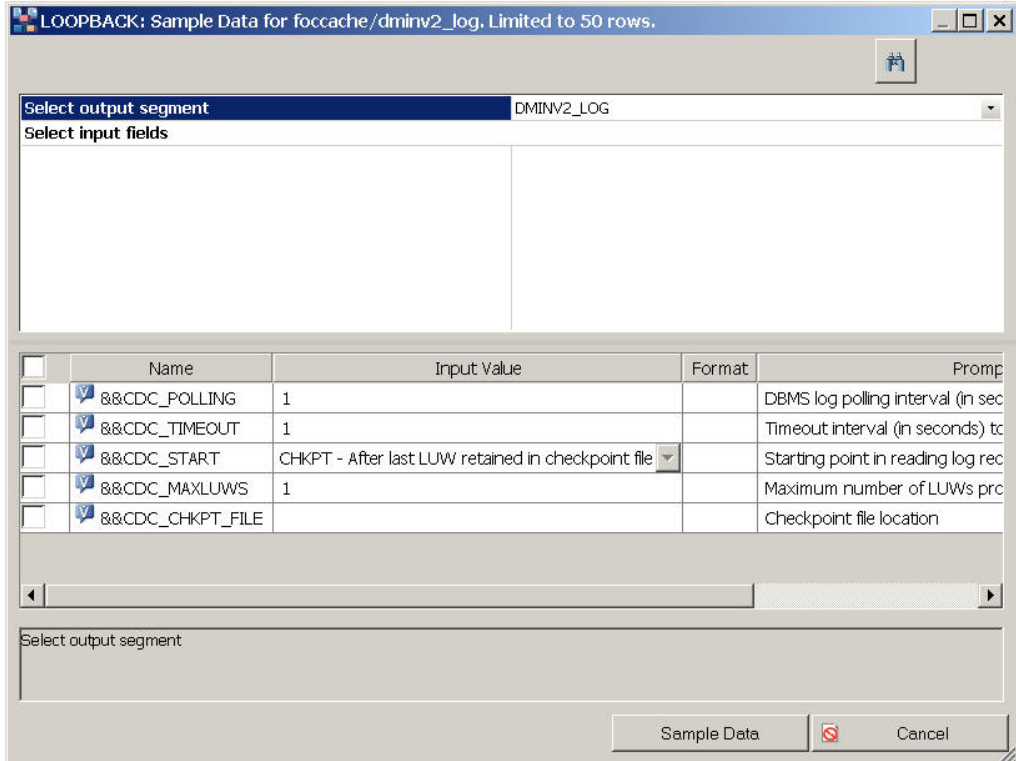 LOOPBACK: Sample Data for foccache/dminv2_log. Limited to 50 rows.
Select output segment DMINV2_LOG
Select input fields
Name Input Value Format Promp
&&CDC_POLLING 1 DBMS log polling interval (in sec
&&CDC_TIMEOUT 1 Timeout interval (in seconds) to
&&CDC_START CHKPT - After last LUW retained in checkpoint file Starting point in reading log rec
&&CDC_MAXLUWS 1 Maximum number of LUWs pro
&&CDC_CHKPT_FILE Checkpoint file location
Select output segment
Sample Data Cancel